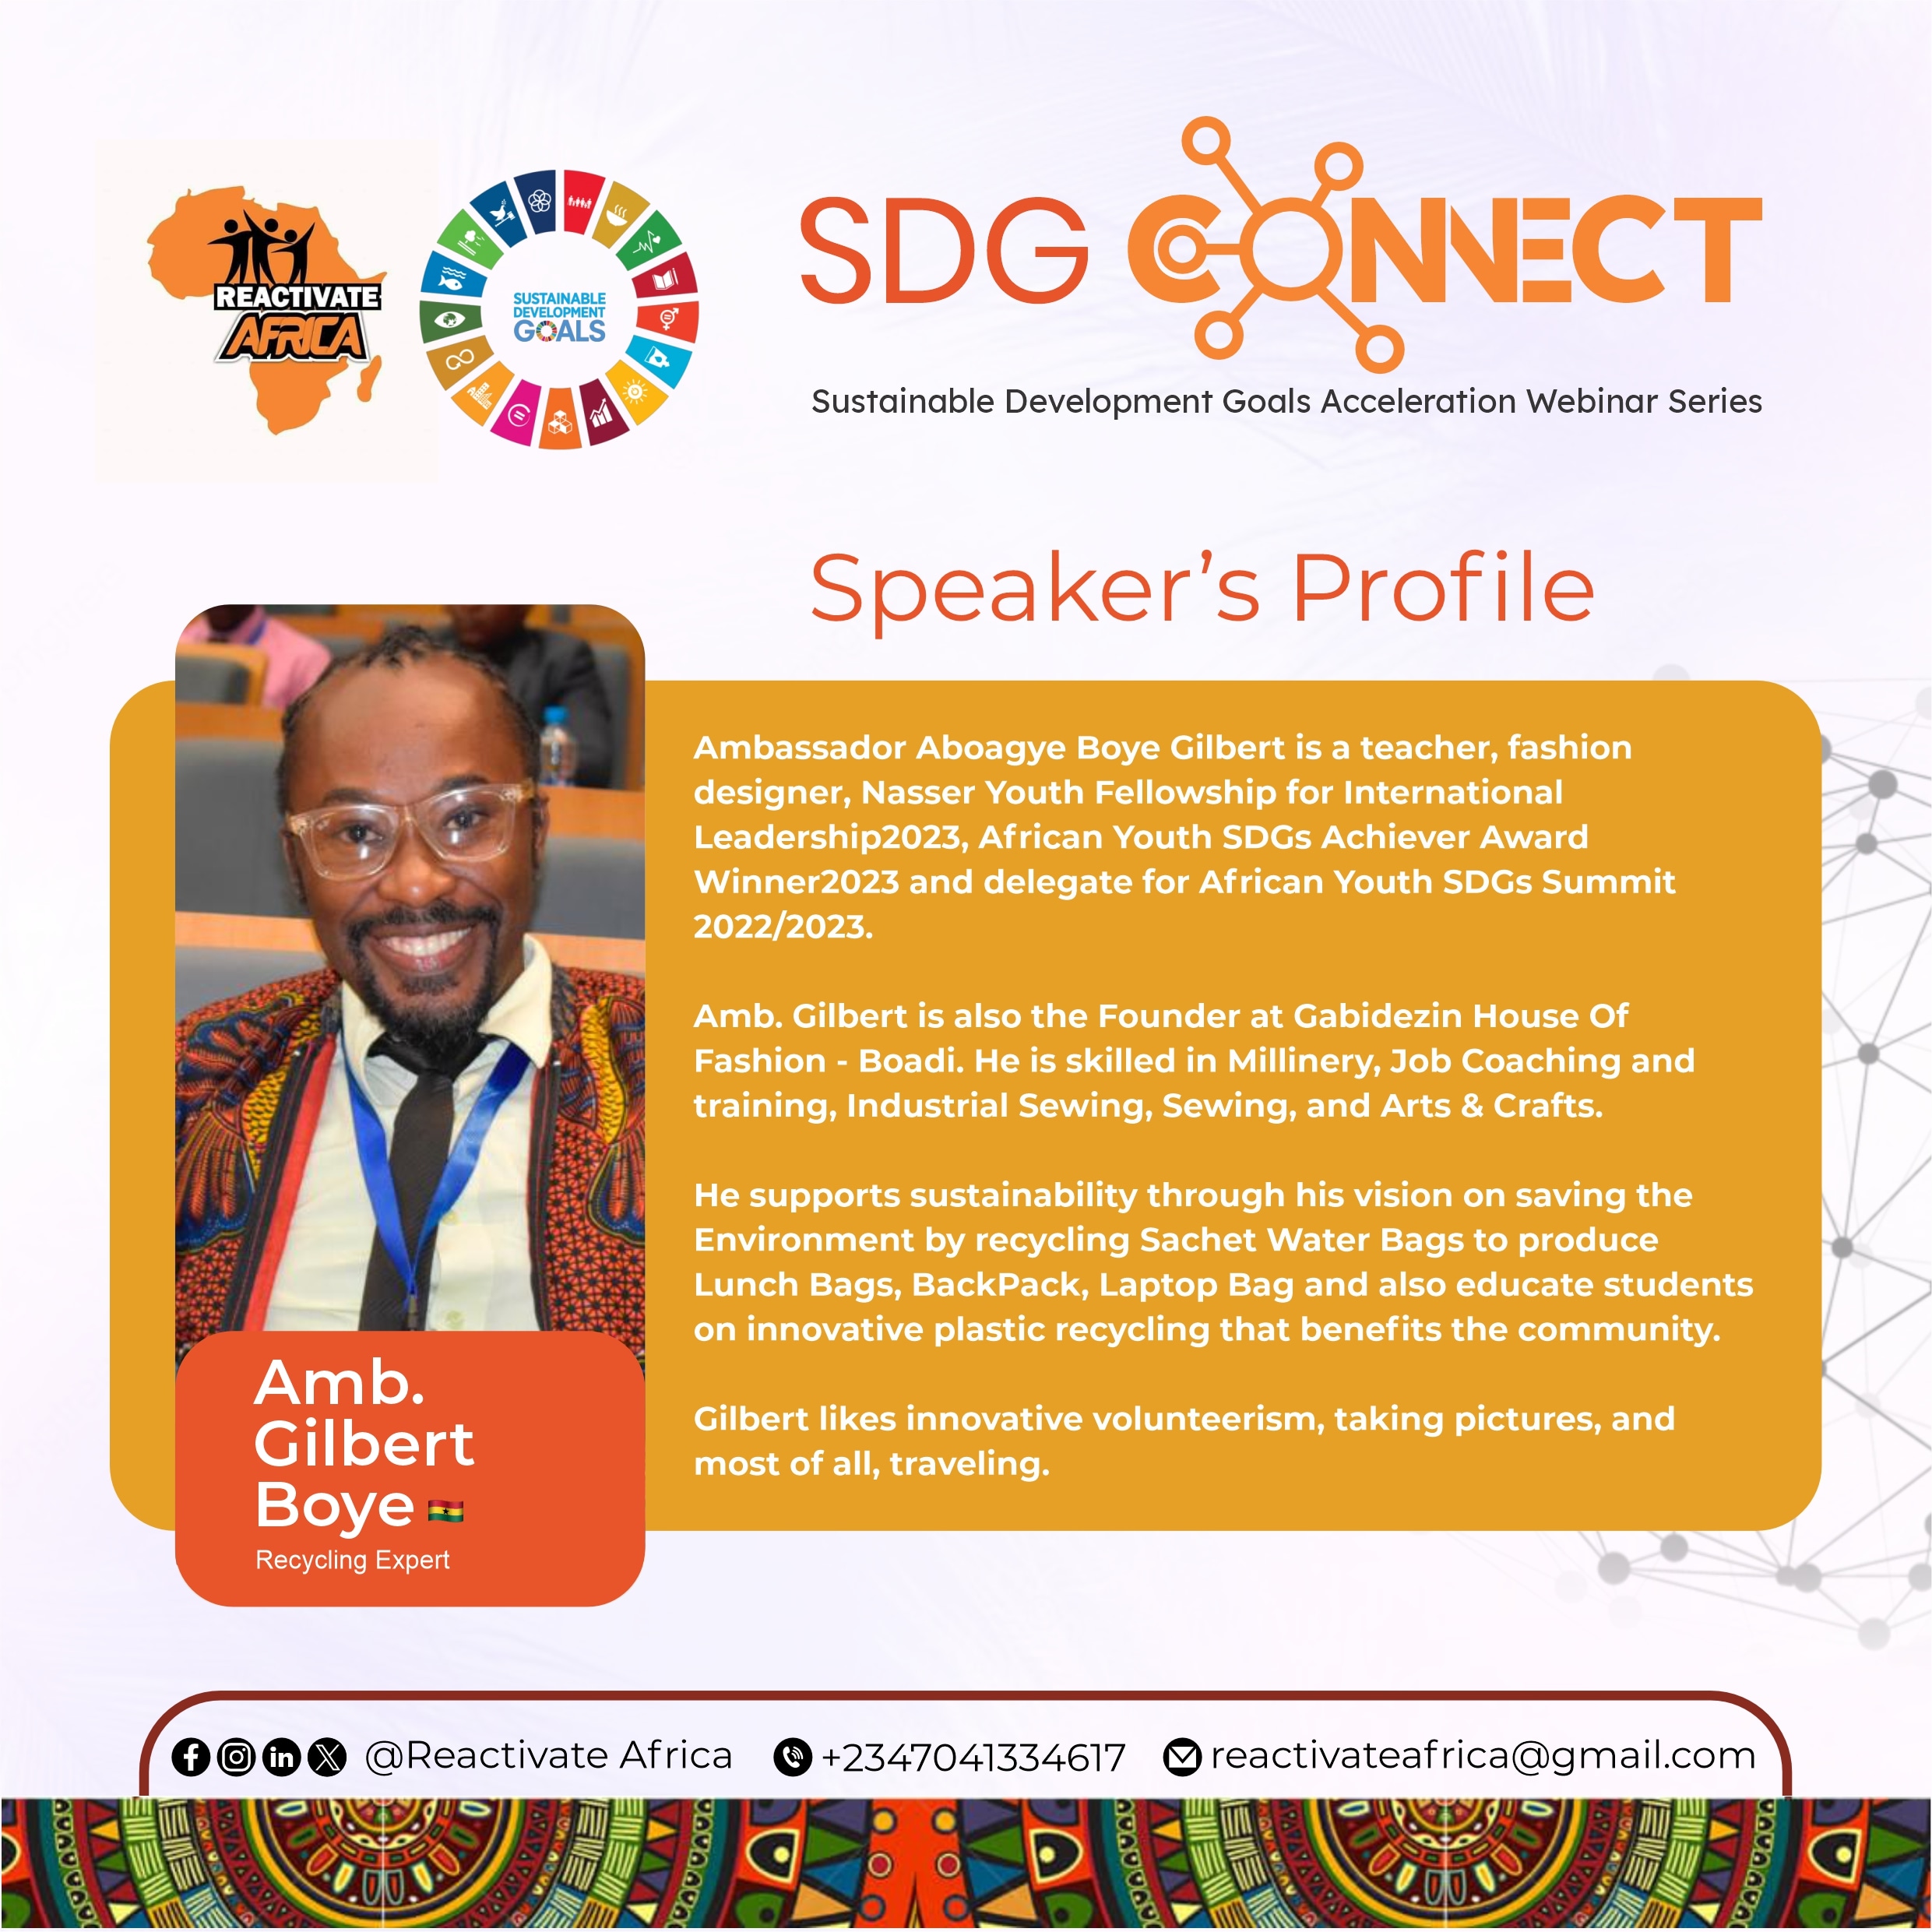 REACTIVATE
AFRICA
SUSTAINABLE
DEVELOPMENT
GOALS
SDG CONNECT
Sustainable Development Goals Acceleration Webinar Series
Speaker’s Profile
Ambassador Aboagye Boye Gilbert is a teacher, fashion
designer, Nasser Youth Fellowship for International
Leadership2023, African Youth SDGs Achiever Award
Winner2023 and delegate for African Youth SDGs Summit
2022/2023.
Amb. Gilbert is also the Founder at Gabidezin House Of
Fashion - Boadi. He is skilled in Millinery, Job Coaching and
training, Industrial Sewing, Sewing, and Arts & Crafts.
He supports sustainability through his vision on saving the
Environment by recycling Sachet Water Bags to produce
Lunch Bags, BackPack, Laptop Bag and also educate students
on innovative plastic recycling that benefits the community.
Gilbert likes innovative volunteerism, taking pictures, and
most of all, traveling.
Amb.
Gilbert
Boye
Recycling Expert
@Reactivate Africa +2347041334617 reactivateafrica@gmail.com